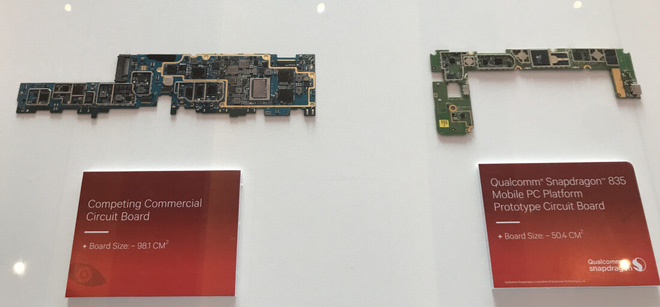 Competing Commercial
Circuit Board
+ Board Size: ~ 98.1 CM²
Qualcomm® Snapdragon™ 835
Mobile PC Platform
Prototype Circuit Board
+ Board Size: ~ 50.4 CM²
Qualcomm
snapdragon